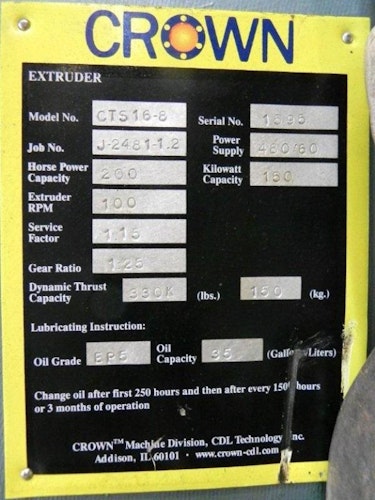 CROWN
EXTRUDER
Model No. CTS16-8 Serial No. 1595
Job No. J-2481-1.2 Power Supply 480/60
Horse Power Capacity 200 Kilowatt Capacity 150
Extruder RPM 100
Service Factor 1.15
Gear Ratio 1-25
Dynamic Thrust Capacity 330K (lbs.) 150 (kg.)
Lubricating Instruction:
Oil Grade EP5 Oil Capacity 35 (Gallons/Liters)
Change oil after first 250 hours and then after every 1500 hours
or 3 months of operation
CROWN™ Machine Division, CDL Technology Inc.
Addison, IL 60101 · www.crown-cdl.com